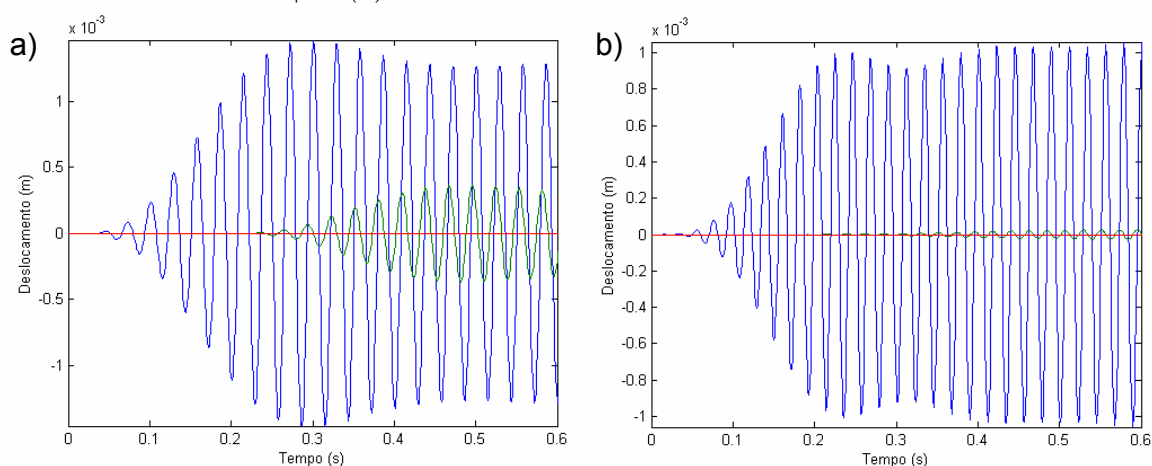 x 10⁻³
a)
1
0.5
0
-0.5
-1
Deslocamento (m)
0 0.1 0.2 0.3 0.4 0.5 0.6
Tempo (s)
x 10⁻³
b)
1
0.8
0.6
0.4
0.2
0
-0.2
-0.4
-0.6
-0.8
-1
Deslocamento (m)
0 0.1 0.2 0.3 0.4 0.5 0.6
Tempo (s)